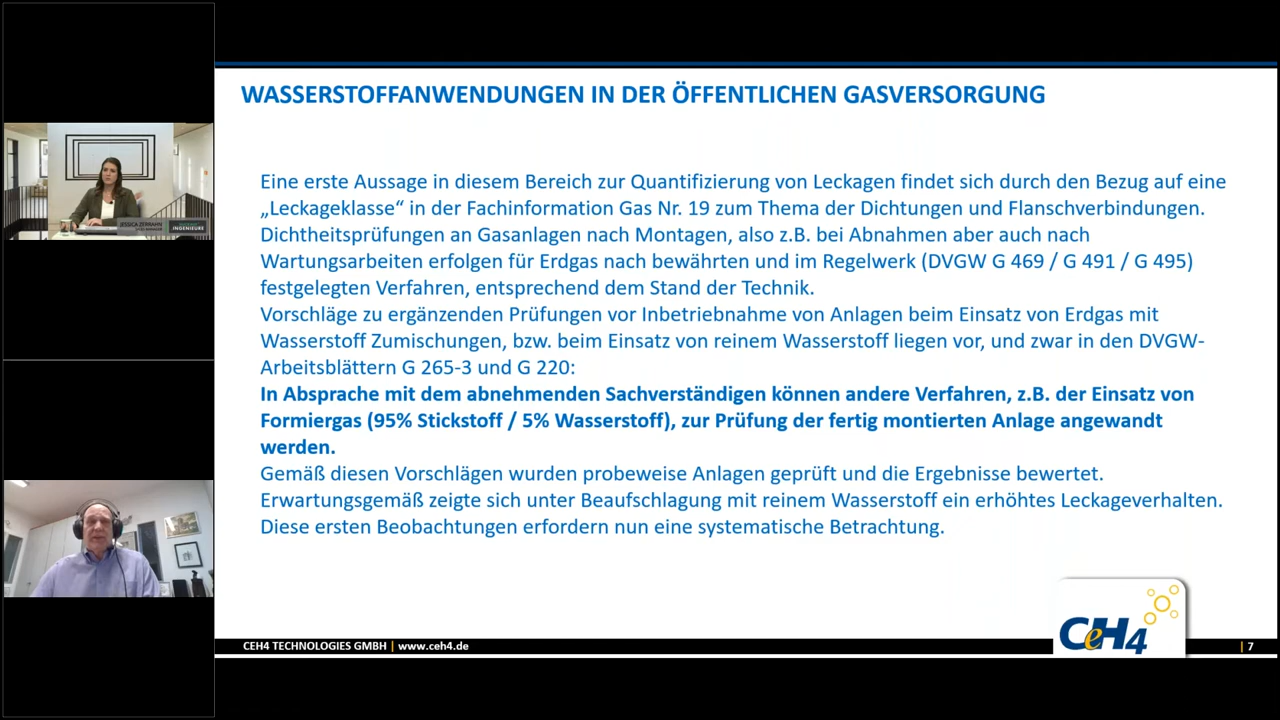 WASSERSTOFFANWENDUNGEN IN DER ÖFFENTLICHEN GASVERSORGUNG
Eine erste Aussage in diesem Bereich zur Quantifizierung von Leckagen findet sich durch den Bezug auf eine
„Leckageklasse“ in der Fachinformation Gas Nr. 19 zum Thema der Dichtungen und Flanschverbindungen.
Dichtheitsprüfungen an Gasanlagen nach Montagen, also z.B. bei Abnahmen aber auch nach
Wartungsarbeiten erfolgen für Erdgas nach bewährten und im Regelwerk (DVGW G 469 / G 491 / G 495)
festgelegten Verfahren, entsprechend dem Stand der Technik.
Vorschläge zu ergänzenden Prüfungen vor Inbetriebnahme von Anlagen beim Einsatz von Erdgas mit
Wasserstoff Zumischungen, bzw. beim Einsatz von reinem Wasserstoff liegen vor, und zwar in den DVGW-
Arbeitsblättern G 265-3 und G 220:
In Absprache mit dem abnehmenden Sachverständigen können andere Verfahren, z.B. der Einsatz von
Formiergas (95% Stickstoff / 5% Wasserstoff), zur Prüfung der fertig montierten Anlage angewandt
werden.
Gemäß diesen Vorschlägen wurden probeweise Anlagen geprüft und die Ergebnisse bewertet.
Erwartungsgemäß zeigte sich unter Beaufschlagung mit reinem Wasserstoff ein erhöhtes Leckageverhalten.
Diese ersten Beobachtungen erfordern nun eine systematische Betrachtung.
JESSICA ZERRAHN
INGENIEURE
CEH4 TECHNOLOGIES GMBH | www.ceh4.de
CeH4
| 7